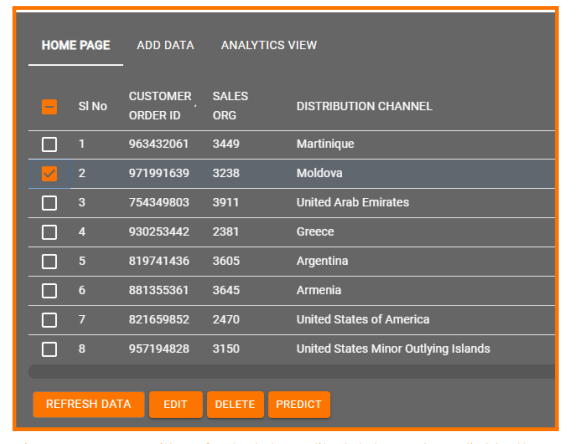 HOME PAGE ADD DATA ANALYTICS VIEW
Sl No CUSTOMER ORDER ID SALES ORG DISTRIBUTION CHANNEL
1 963432061 3449 Martinique
2 971991639 3238 Moldova
3 754349803 3911 United Arab Emirates
4 930253442 2381 Greece
5 819741436 3605 Argentina
6 881355361 3645 Armenia
7 821659852 2470 United States of America
8 957194828 3150 United States Minor Outlying Islands
REFRESH DATA EDIT DELETE PREDICT